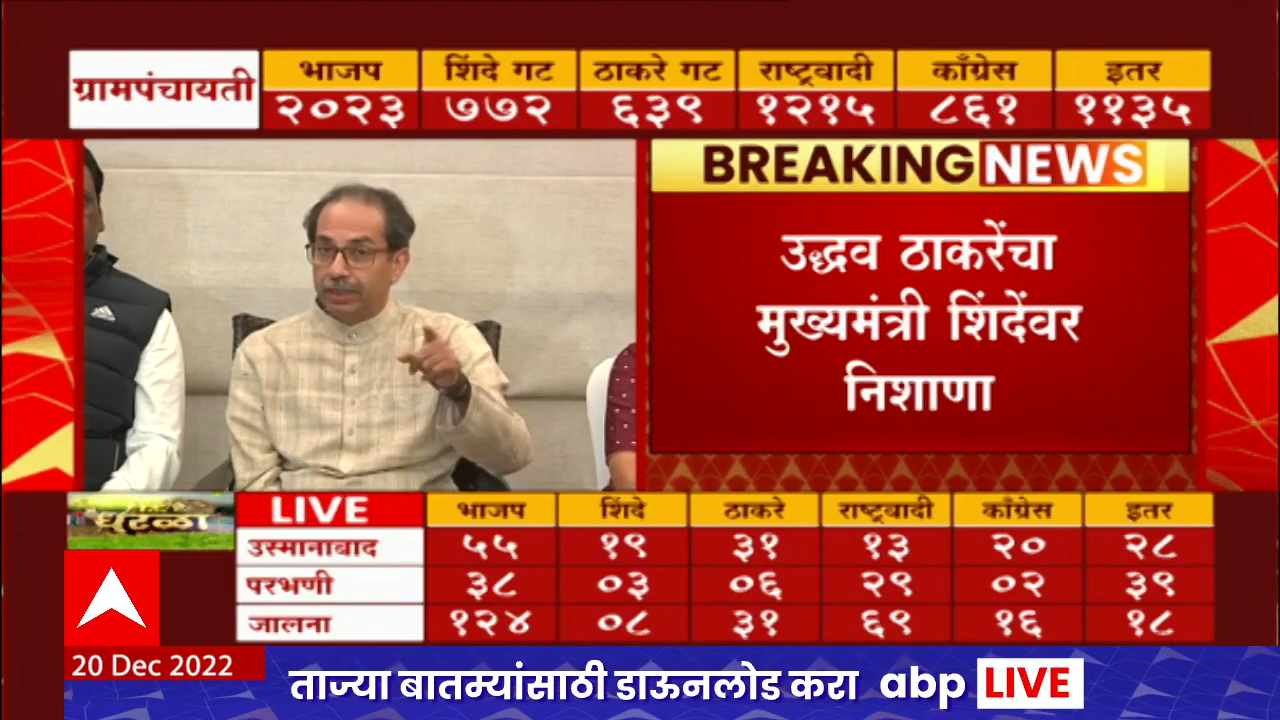 ग्रामपंचायती भाजप शिंदे गट ठाकरे गट राष्ट्रवादी काँग्रेस इतर
२०२३ ७७२ ६३९ १२१५ ८६१ ११३५
BREAKING NEWS
उद्धव ठाकरेंचा
मुख्यमंत्री शिंदेंवर
निशाणा
धुरळा
LIVE भाजप शिंदे ठाकरे राष्ट्रवादी काँग्रेस इतर
उस्मानाबाद ५५ १९ ३१ १३ २० २८
परभणी ३८ ०३ ०६ २९ ०२ ३९
जालना १२४ ०८ ३१ ६९ १६ १८
20 Dec 2022
ताज्या बातम्यांसाठी डाऊनलोड करा abp LIVE